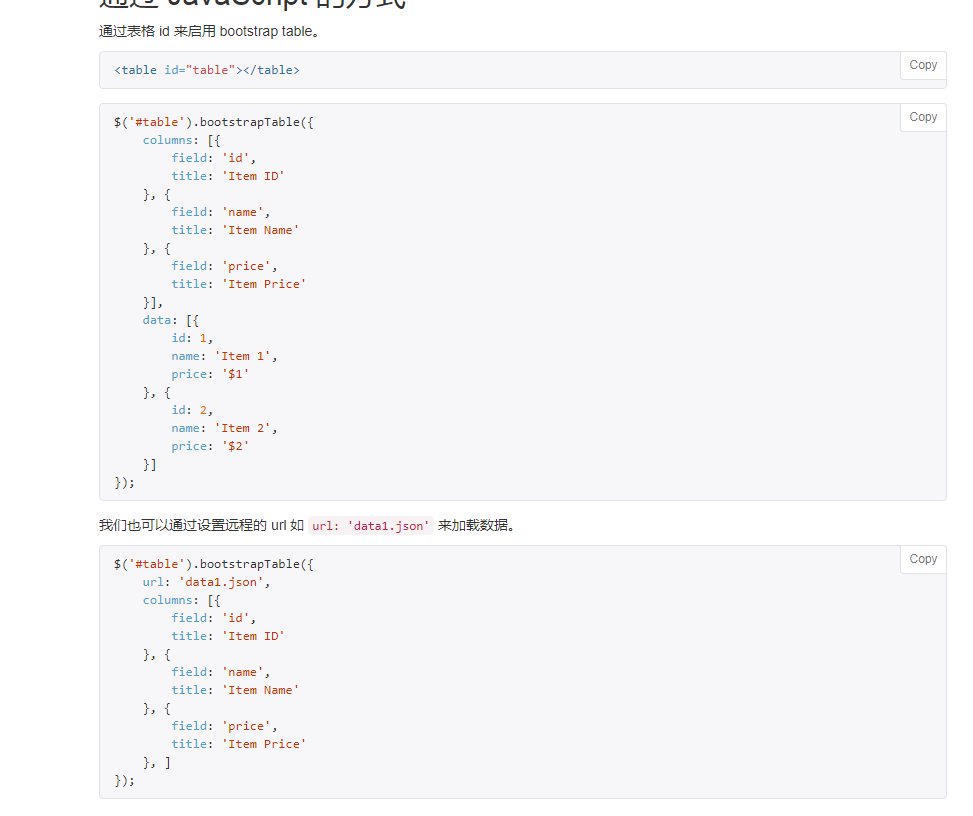 通过 JavaScript 的方式
通过表格 id 来启用 bootstrap table。
<table id="table"></table>
Copy
$('#table').bootstrapTable({
    columns: [{
        field: 'id',
        title: 'Item ID'
    }, {
        field: 'name',
        title: 'Item Name'
    }, {
        field: 'price',
        title: 'Item Price'
    }],
    data: [{
        id: 1,
        name: 'Item 1',
        price: '$1'
    }, {
        id: 2,
        name: 'Item 2',
        price: '$2'
    }]
});
Copy
我们也可以通过设置远程的 url 如 url: 'data1.json' 来加载数据。
$('#table').bootstrapTable({
    url: 'data1.json',
    columns: [{
        field: 'id',
        title: 'Item ID'
    }, {
        field: 'name',
        title: 'Item Name'
    }, {
        field: 'price',
        title: 'Item Price'
    }, ]
});
Copy